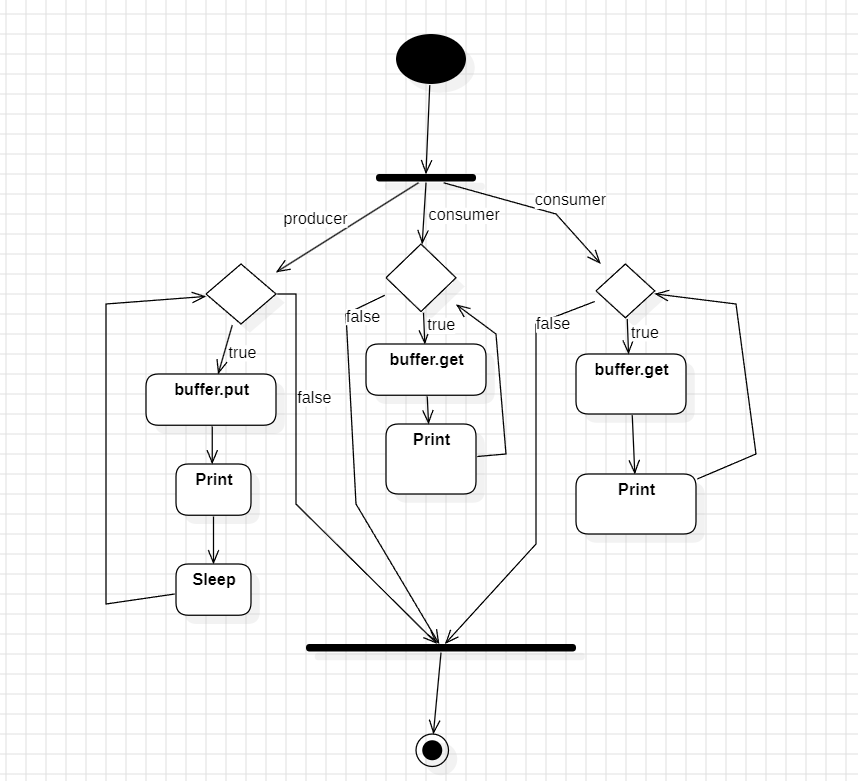 producer
consumer
consumer
false
true
false
true
true
buffer.put
false
buffer.get
buffer.get
Print
Print
Print
Sleep